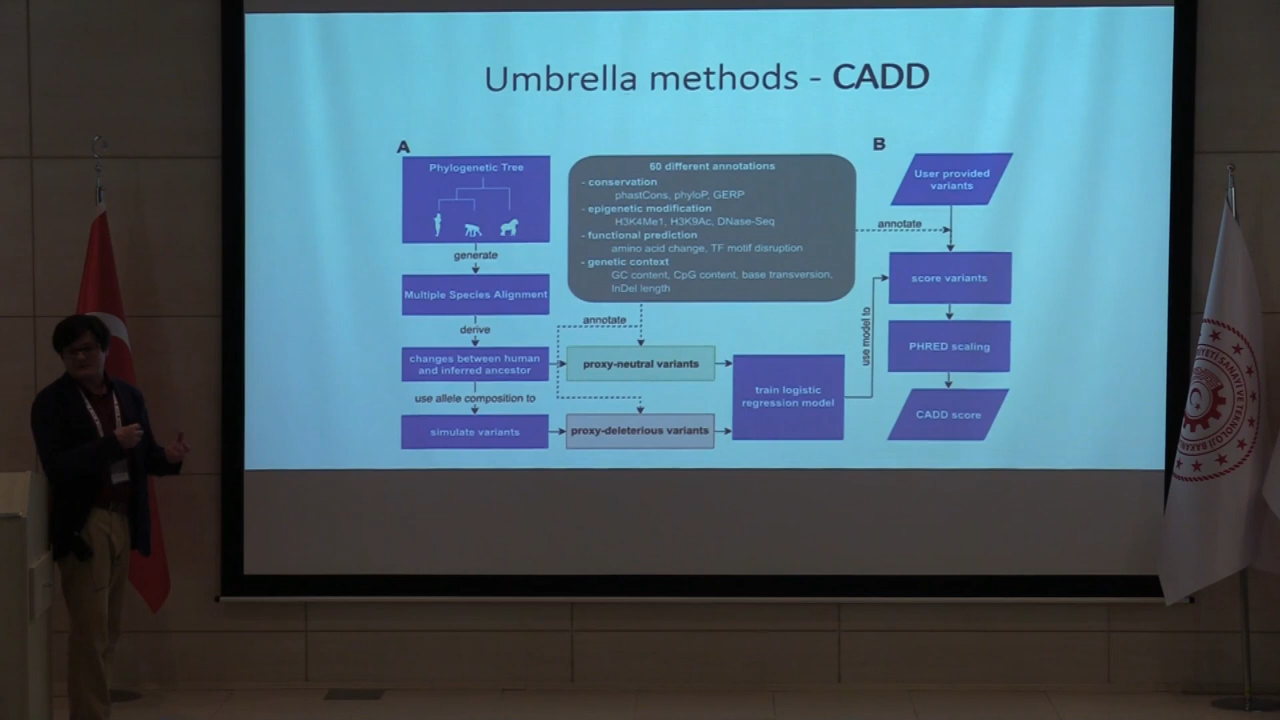 Umbrella methods - CADD
A
Phylogenetic Tree
generate
Multiple Species Alignment
derive
changes between human
and inferred ancestor
use allele composition to
simulate variants
60 different annotations
- conservation
phastCons, phyloP, GERP
- epigenetic modification
H3K4Me1, H3K9Ac, DNase-Seq
- functional prediction
amino acid change, TF motif disruption
- genetic context
GC content, CpG content, base transversion,
InDel length
annotate
proxy-neutral variants
proxy-deleterious variants
train logistic
regression model
use model to
B
User provided
variants
annotate
score variants
PHRED scaling
CADD score